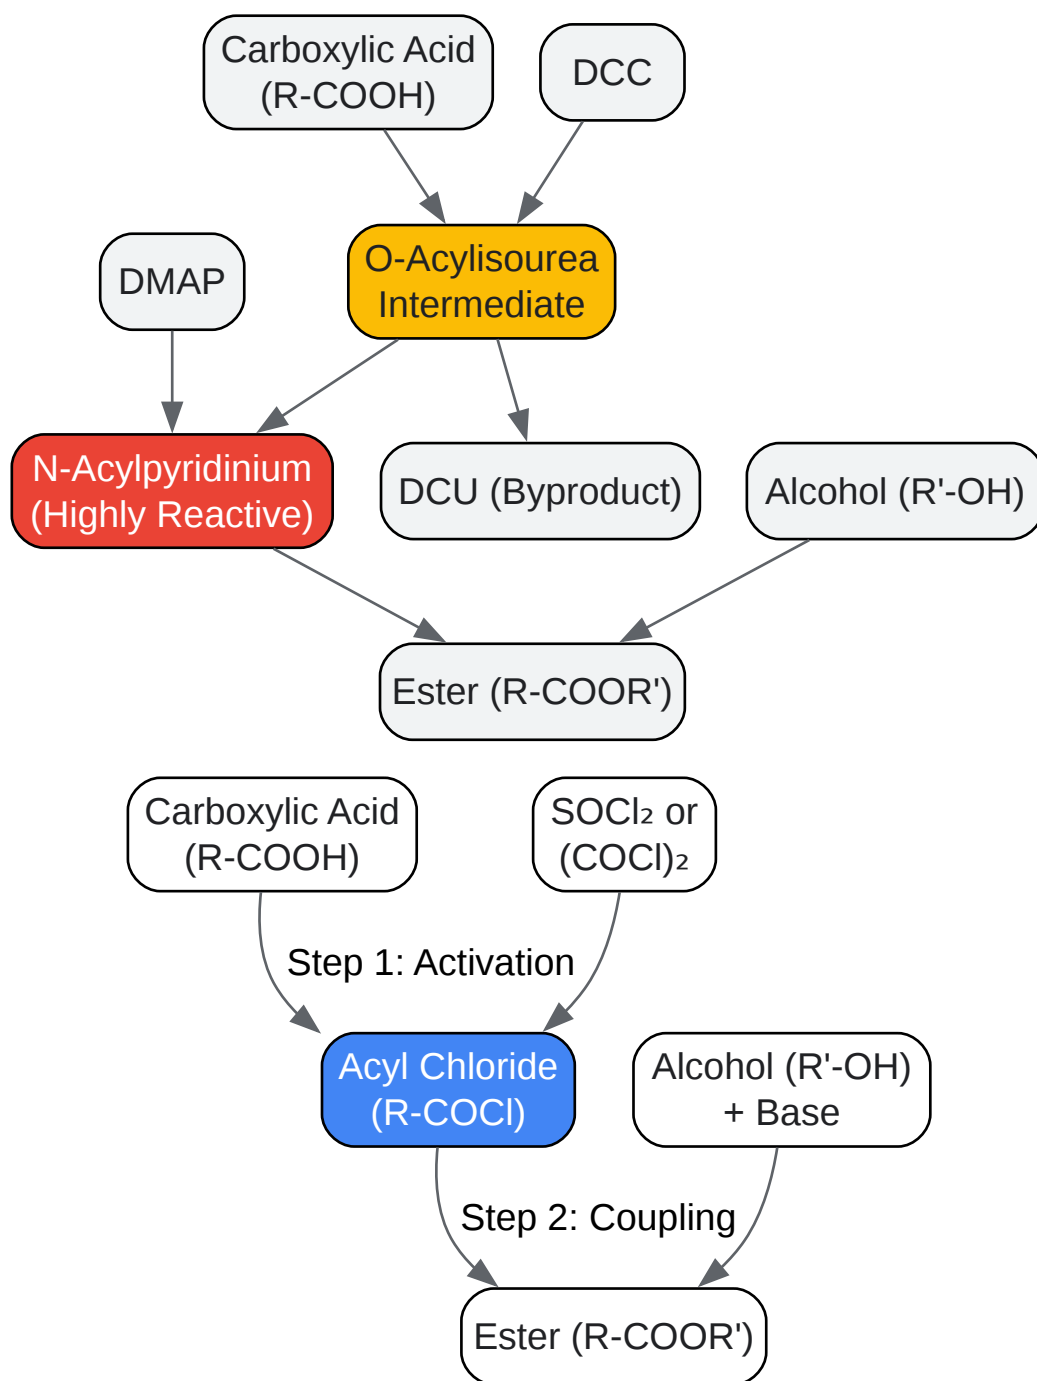 Carboxylic Acid
(R-COOH)
DCC
O-Acylisourea
Intermediate
DMAP
N-Acylpyridinium
(Highly Reactive)
DCU (Byproduct)
Alcohol (R'-OH)
Ester (R-COOR')
Carboxylic Acid
(R-COOH)
SOCl₂ or
(COCl)₂
Step 1: Activation
Acyl Chloride
(R-COCl)
Alcohol (R'-OH)
+ Base
Step 2: Coupling
Ester (R-COOR')